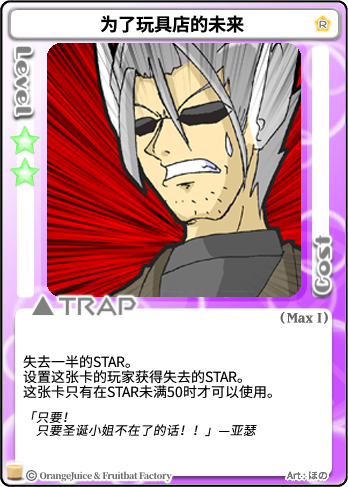 为了玩具店的未来
R
Level
Cost
TRAP
(Max 1)
失去一半的STAR。
设置这张卡的玩家获得失去的STAR。
这张卡只有在STAR未满50时才可以使用。
「只要！
只要圣诞小姐不在了的话！！」—亚瑟
© OrangeJuice & Fruitbat Factory
Art: ほの